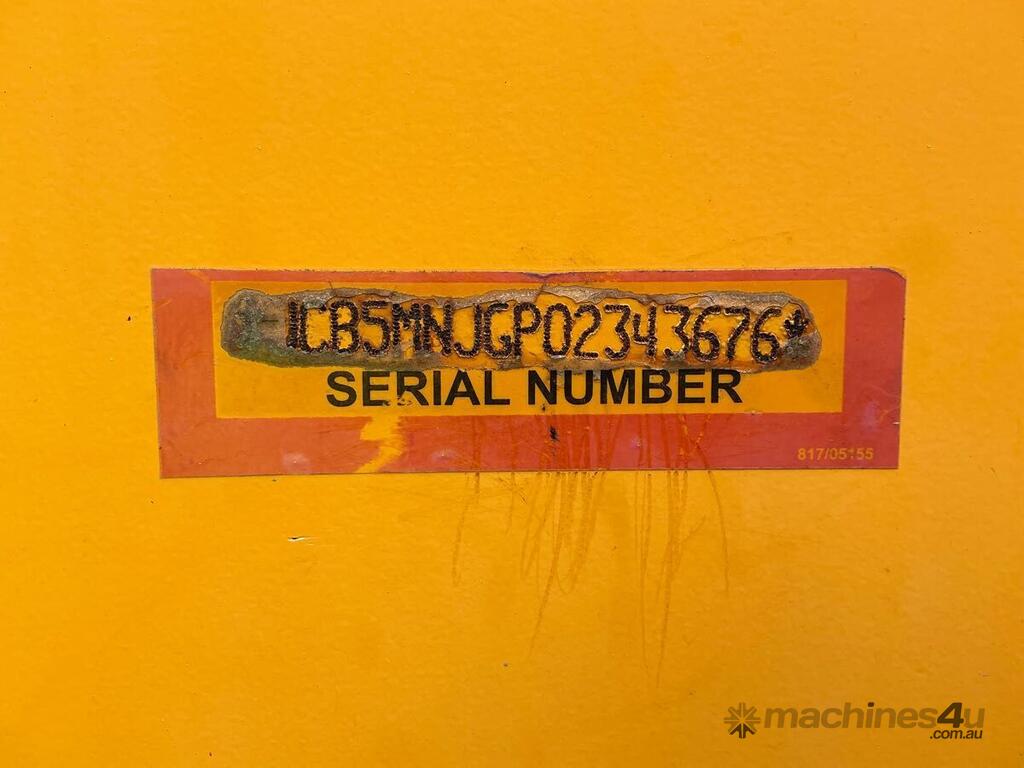 *JCB5MNJGP02343676*
SERIAL NUMBER
817/05155
machines4u
.com.au